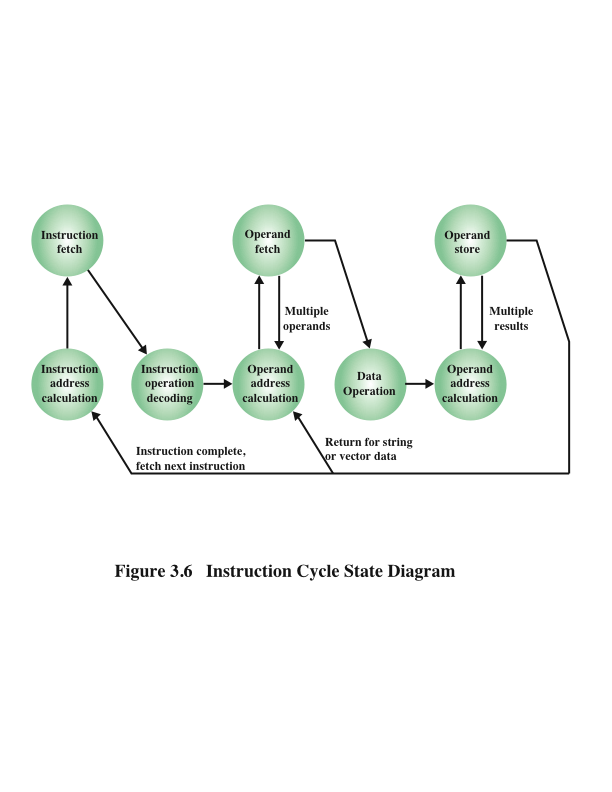 Instruction
fetch
Operand
fetch
Operand
store
Multiple
operands
Multiple
results
Instruction
address
calculation
Instruction
operation
decoding
Operand
address
calculation
Data
Operation
Operand
address
calculation
Instruction complete,
fetch next instruction
Return for string
or vector data
Figure 3.6 Instruction Cycle State Diagram